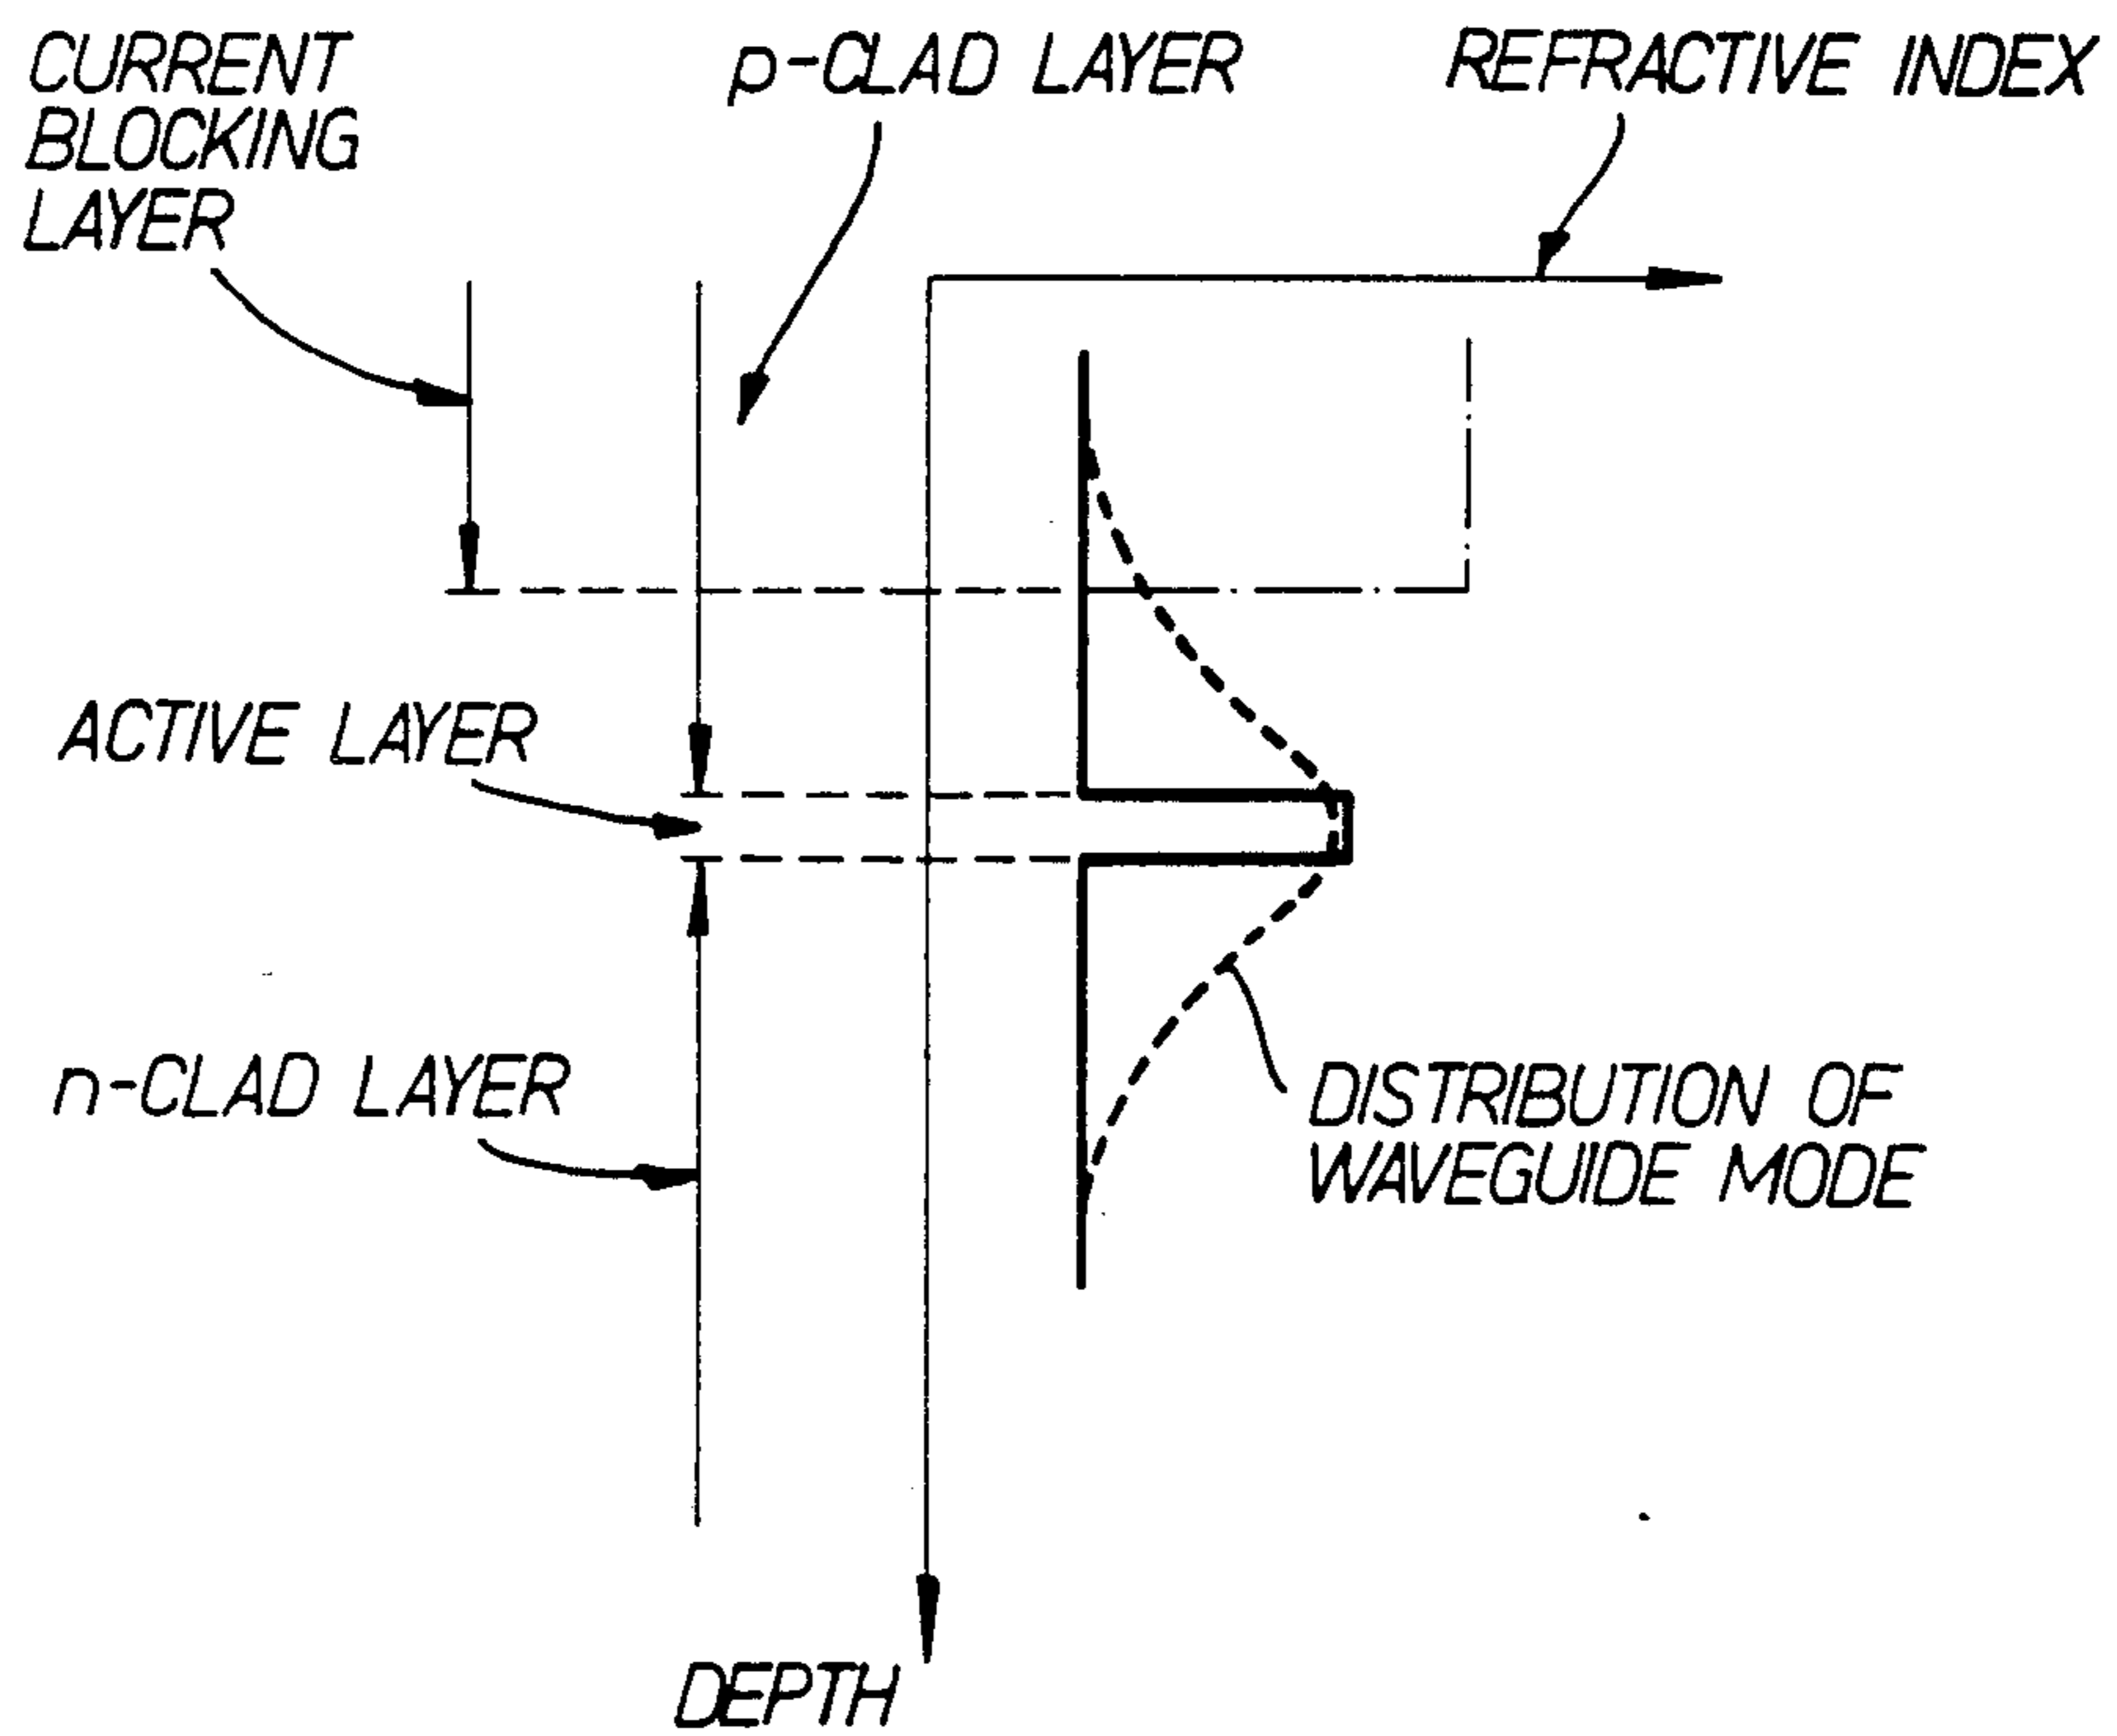 CURRENT
BLOCKING
LAYER
p-CLAD LAYER
REFRACTIVE INDEX
ACTIVE LAYER
n-CLAD LAYER
DISTRIBUTION OF
WAVEGUIDE MODE
DEPTH